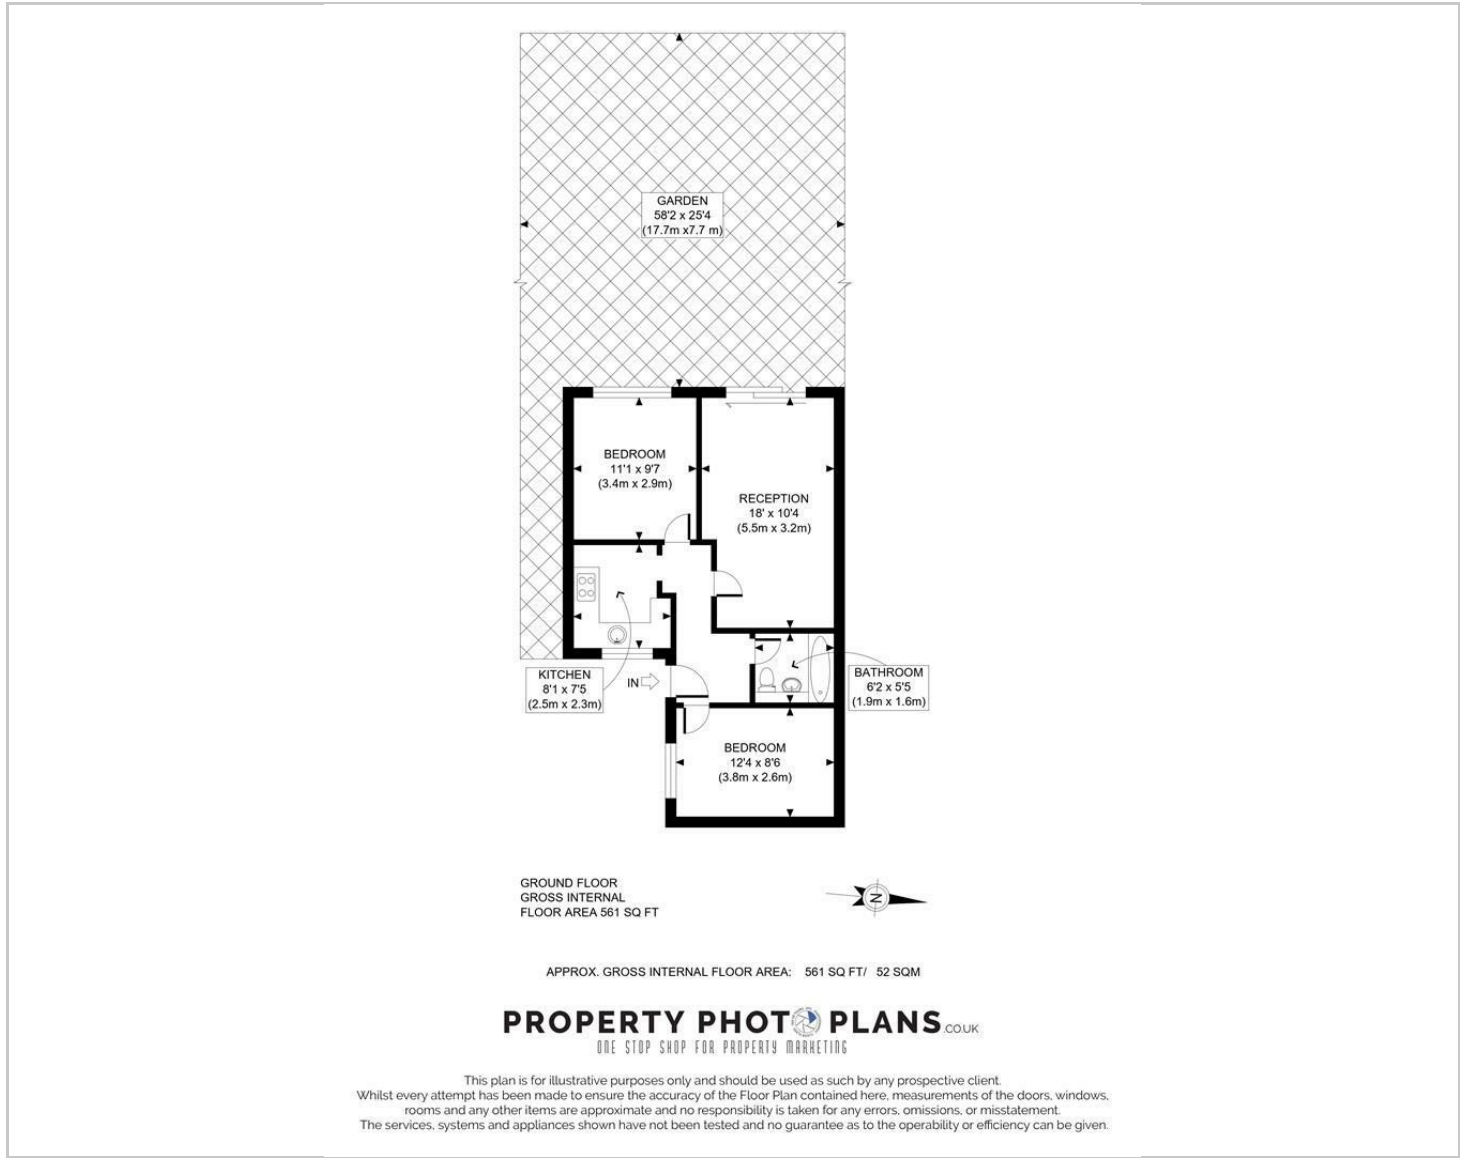 GARDEN
58'2 x 25'4
(17.7m x7.7 m)
BEDROOM
11'1 x 9'7
(3.4m x 2.9m)
RECEPTION
18' x 10'4
(5.5m x 3.2m)
KITCHEN
8'1 x 7'5
(2.5m x 2.3m)
IN
BATHROOM
6'2 x 5'5
(1.9m x 1.6m)
BEDROOM
12'4 x 8'6
(3.8m x 2.6m)
GROUND FLOOR
GROSS INTERNAL
FLOOR AREA 561 SQ FT
N
APPROX. GROSS INTERNAL FLOOR AREA: 561 SQ FT/ 52 SQM
PROPERTY PHOTO PLANS.CO.UK
ONE STOP SHOP FOR PROPERTY MARKETING
This plan is for illustrative purposes only and should be used as such by any prospective client.
Whilst every attempt has been made to ensure the accuracy of the Floor Plan contained here, measurements of the doors, windows,
rooms and any other items are approximate and no responsibility is taken for any errors, omissions, or misstatement.
The services, systems and appliances shown have not been tested and no guarantee as to the operability or efficiency can be given.